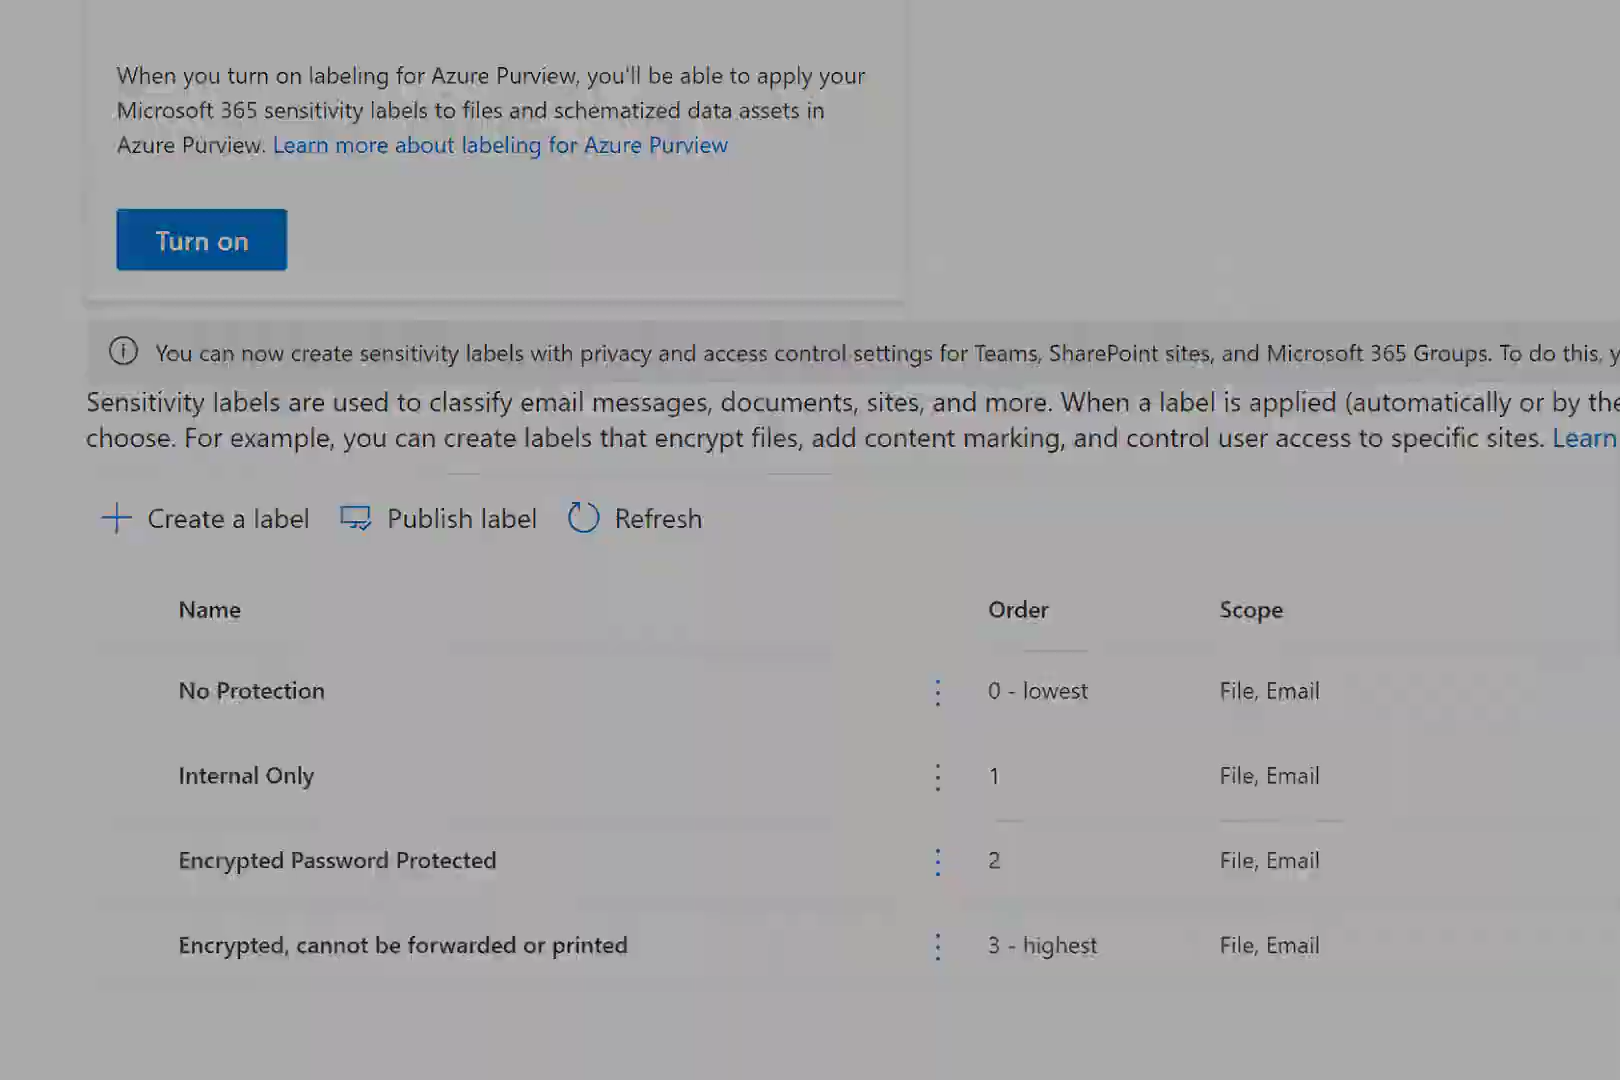 When you turn on labeling for Azure Purview, you'll be able to apply your
Microsoft 365 sensitivity labels to files and schematized data assets in
Azure Purview. Learn more about labeling for Azure Purview
Turn on
You can now create sensitivity labels with privacy and access control settings for Teams, SharePoint sites, and Microsoft 365 Groups. To do this, y
Sensitivity labels are used to classify email messages, documents, sites, and more. When a label is applied (automatically or by the
choose. For example, you can create labels that encrypt files, add content marking, and control user access to specific sites. Learn
Create a label Publish label Refresh
Name Order Scope
No Protection 0 - lowest File, Email
Internal Only 1 File, Email
Encrypted Password Protected 2 File, Email
Encrypted, cannot be forwarded or printed 3 - highest File, Email